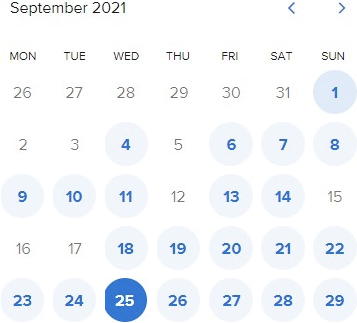 September 2021
MON TUE WED THU FRI SAT SUN
26 27 28 29 30 31 1
2 3 4 5 6 7 8
9 10 11 12 13 14 15
16 17 18 19 20 21 22
23 24 25 26 27 28 29